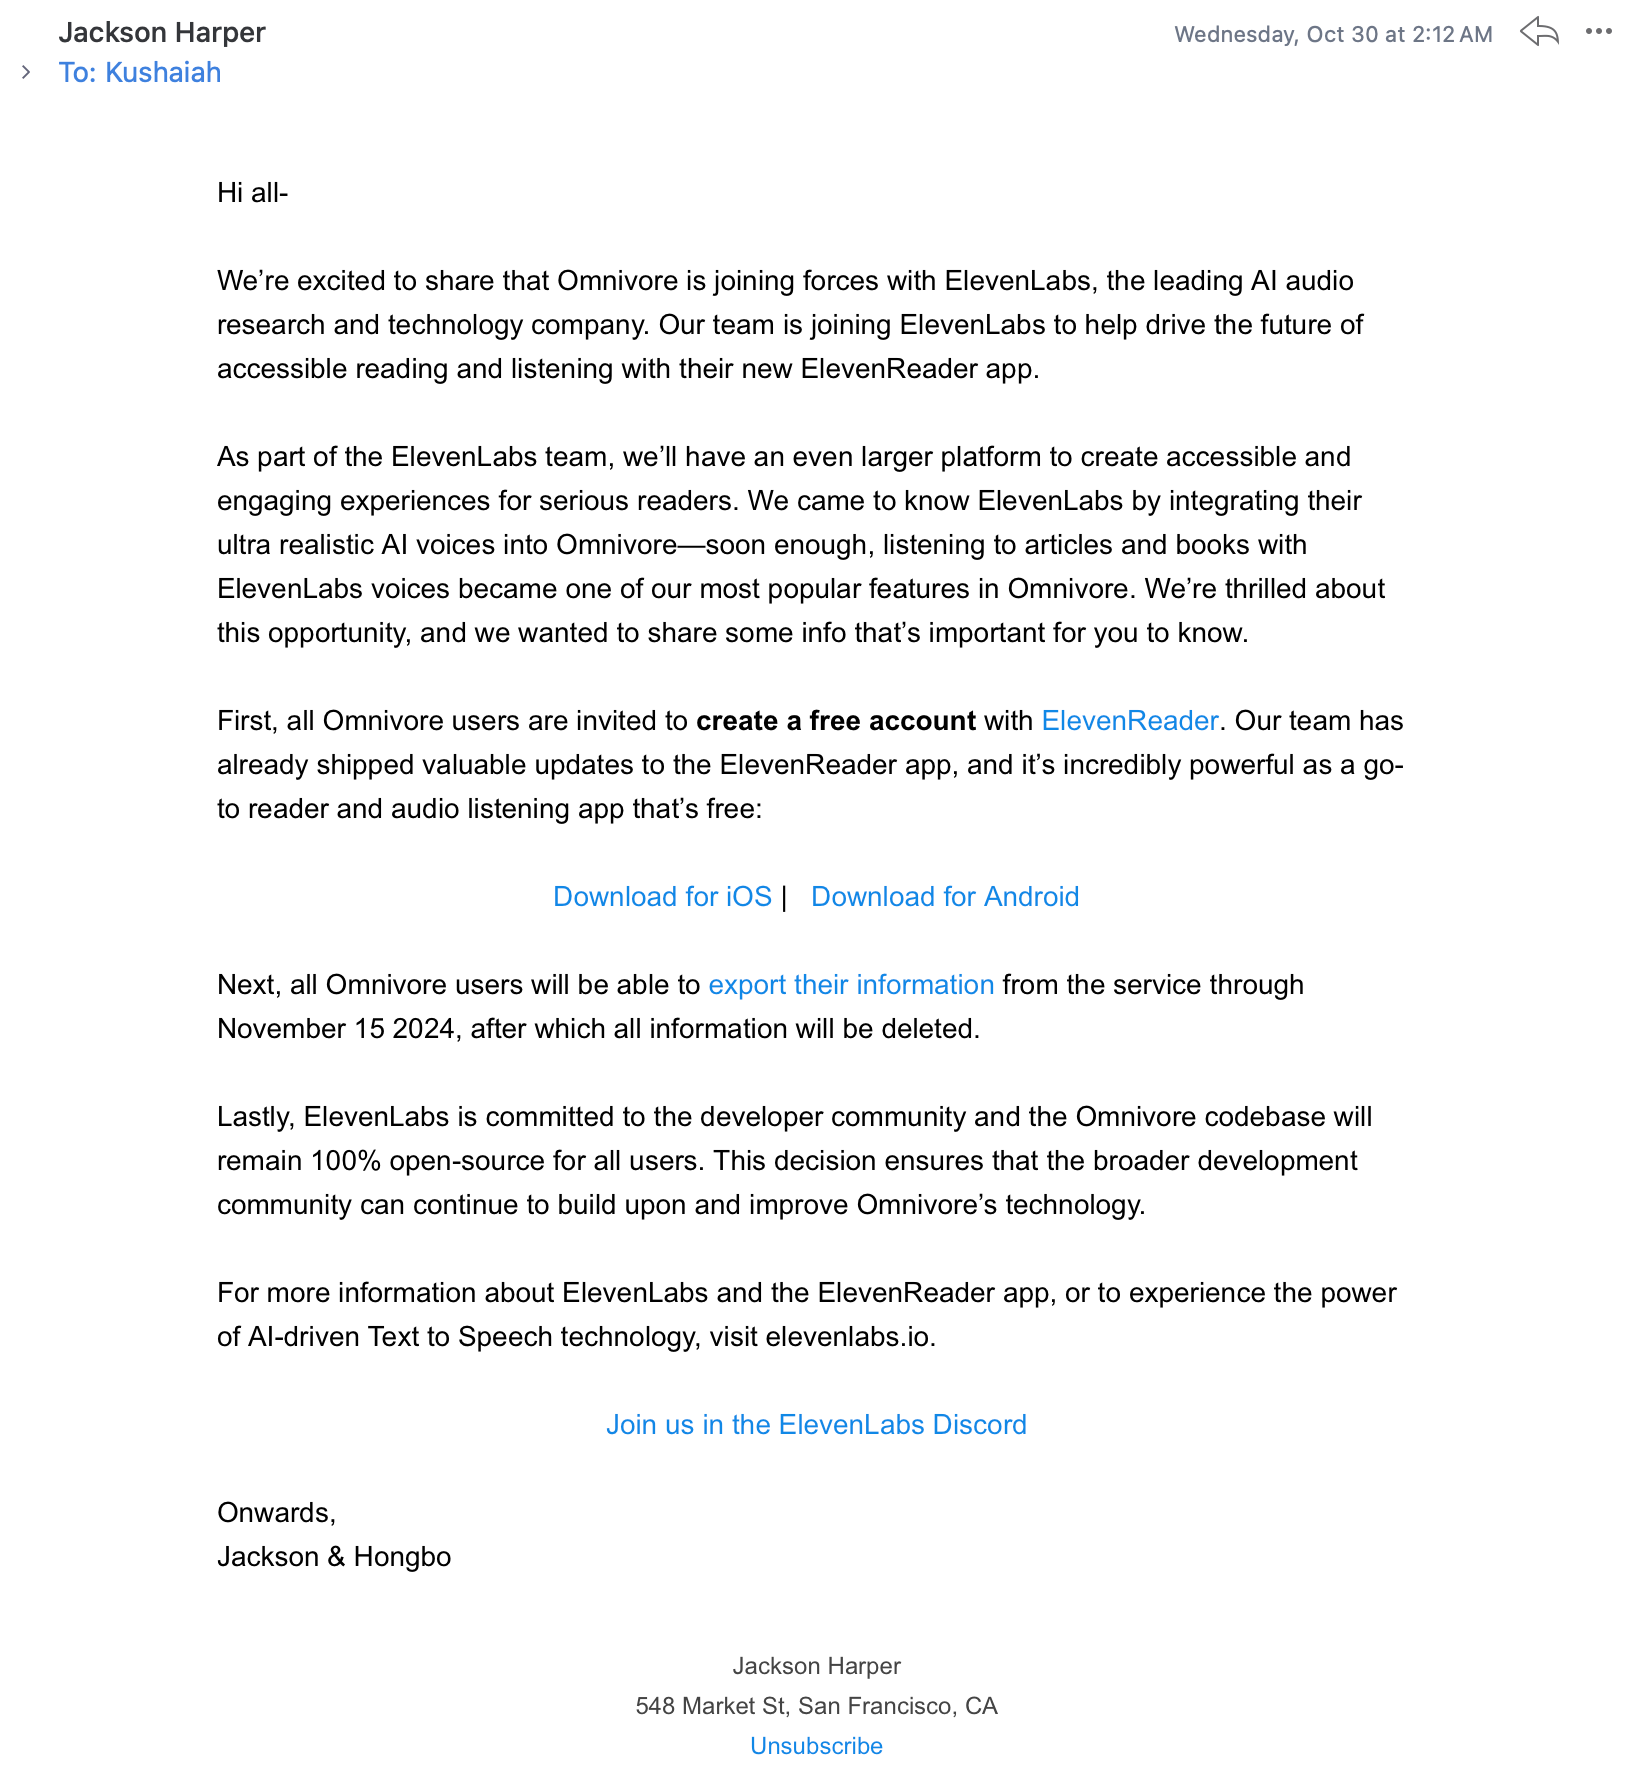 Jackson Harper
Wednesday, Oct 30 at 2:12 AM
To: Kushaiah
Hi all-
We’re excited to share that Omnivore is joining forces with ElevenLabs, the leading AI audio
research and technology company. Our team is joining ElevenLabs to help drive the future of
accessible reading and listening with their new ElevenReader app.
As part of the ElevenLabs team, we’ll have an even larger platform to create accessible and
engaging experiences for serious readers. We came to know ElevenLabs by integrating their
ultra realistic AI voices into Omnivore—soon enough, listening to articles and books with
ElevenLabs voices became one of our most popular features in Omnivore. We’re thrilled about
this opportunity, and we wanted to share some info that’s important for you to know.
First, all Omnivore users are invited to create a free account with ElevenReader. Our team has
already shipped valuable updates to the ElevenReader app, and it’s incredibly powerful as a go-
to reader and audio listening app that’s free:
Download for iOS | Download for Android
Next, all Omnivore users will be able to export their information from the service through
November 15 2024, after which all information will be deleted.
Lastly, ElevenLabs is committed to the developer community and the Omnivore codebase will
remain 100% open-source for all users. This decision ensures that the broader development
community can continue to build upon and improve Omnivore’s technology.
For more information about ElevenLabs and the ElevenReader app, or to experience the power
of AI-driven Text to Speech technology, visit elevenlabs.io.
Join us in the ElevenLabs Discord
Onwards,
Jackson & Hongbo
Jackson Harper
548 Market St, San Francisco, CA
Unsubscribe